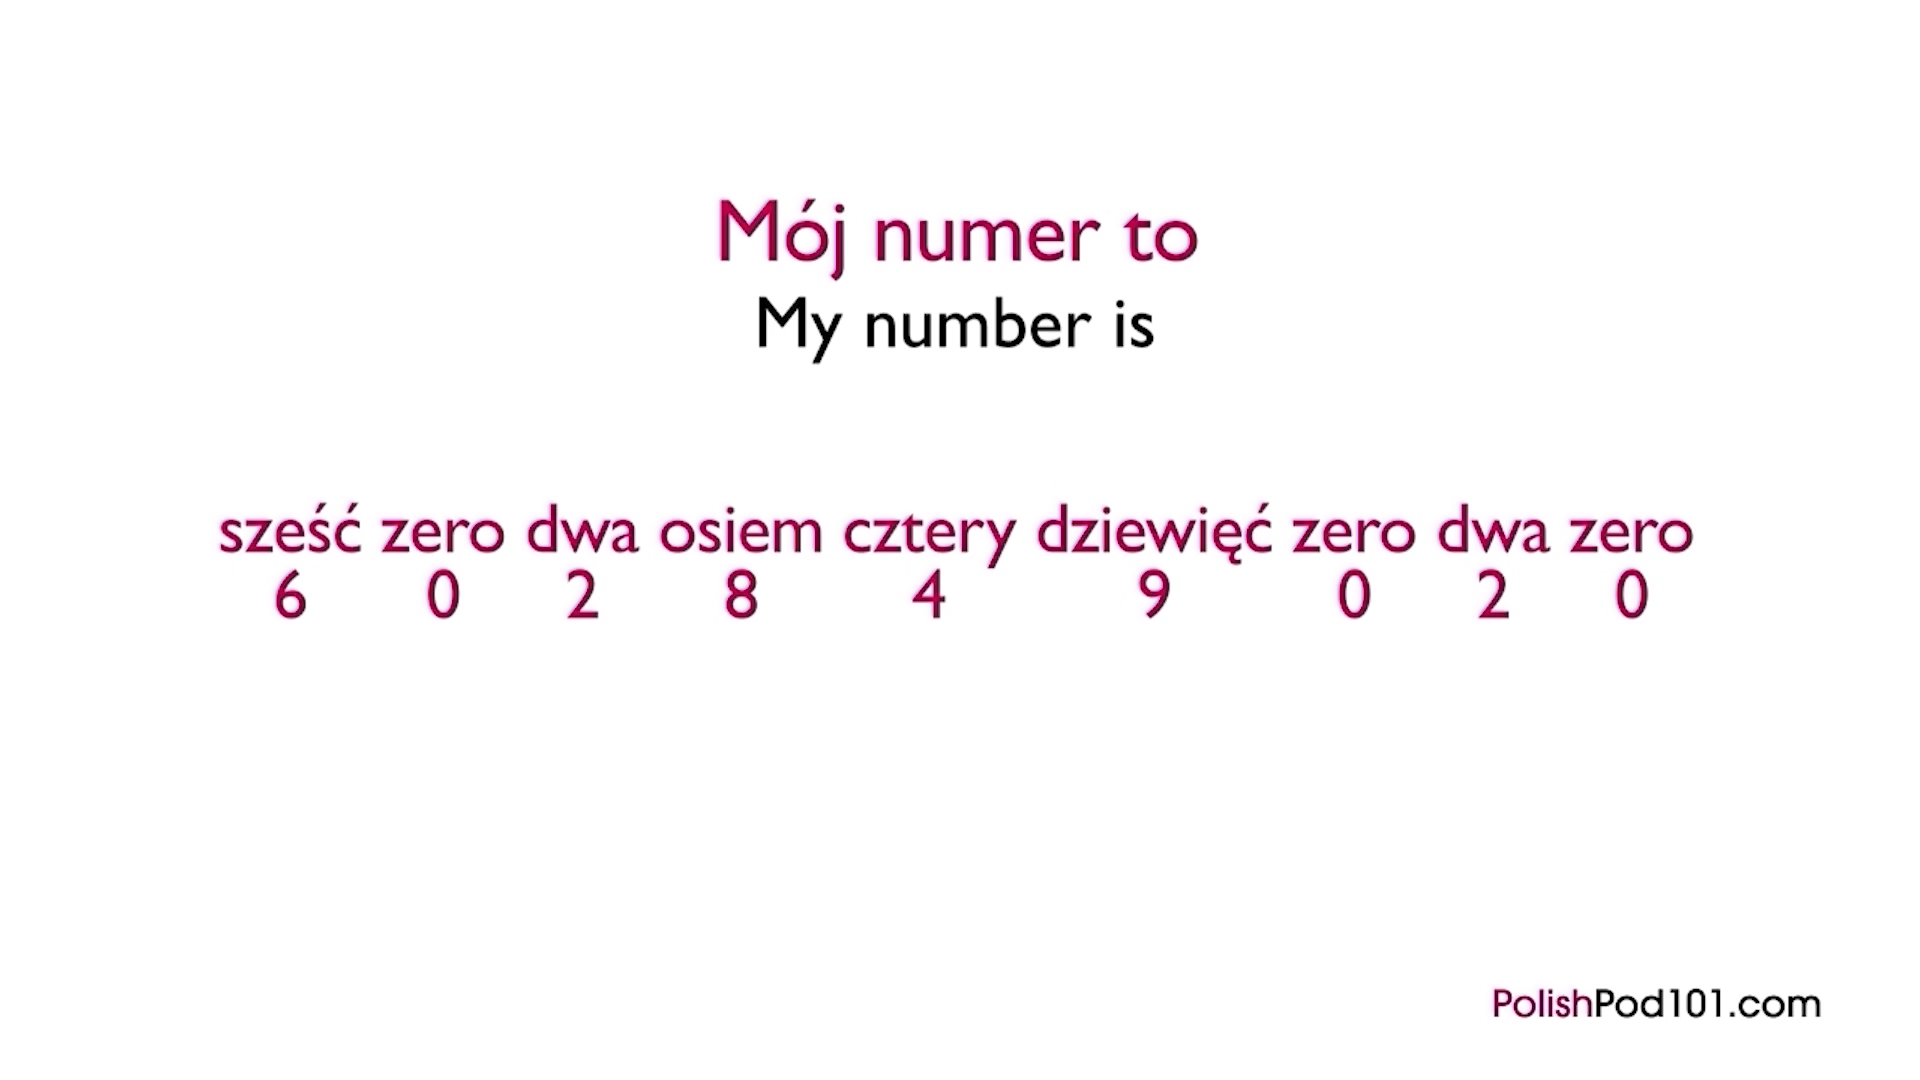 Mój numer to
My number is
sześć zero dwa osiem cztery dziewięć zero dwa zero
6 0 2 8 4 9 0 2 0
PolishPod101.com